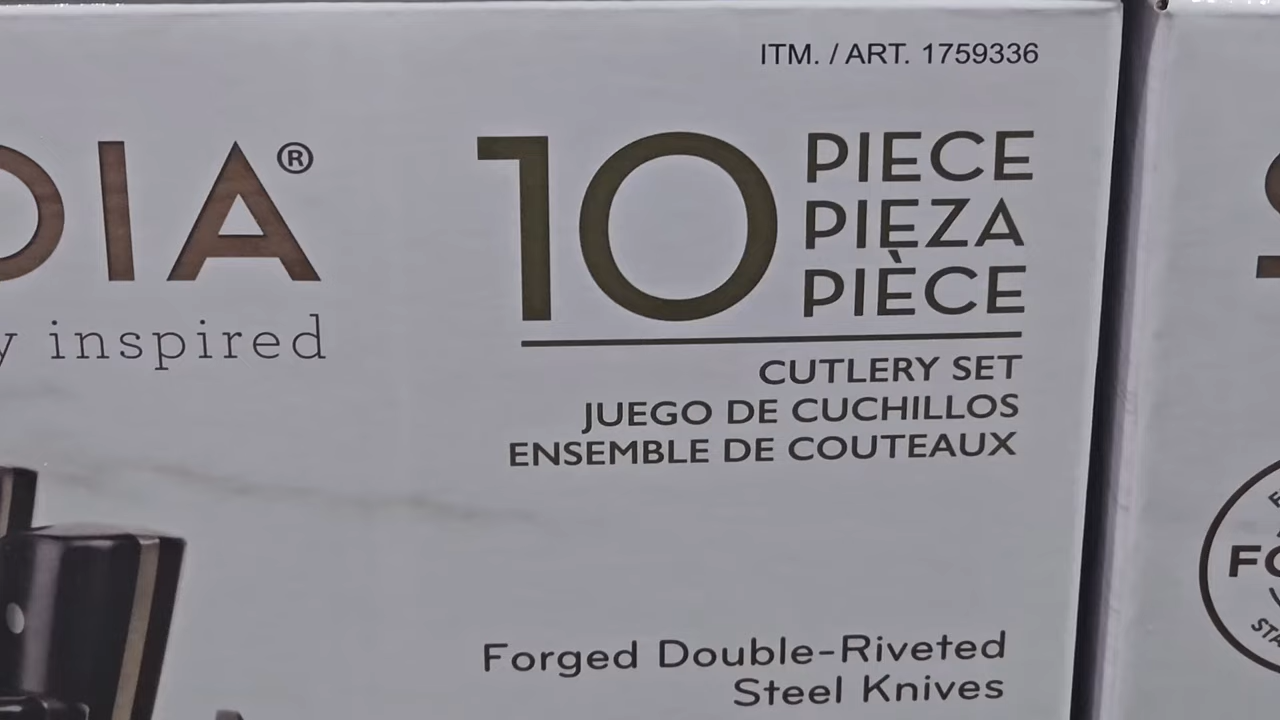 ITM. / ART. 1759336
DIA®
inspired
10 PIECE
PIEZA
PIÈCE
CUTLERY SET
JUEGO DE CUCHILLOS
ENSEMBLE DE COUTEAUX
Forged Double-Riveted
Steel Knives